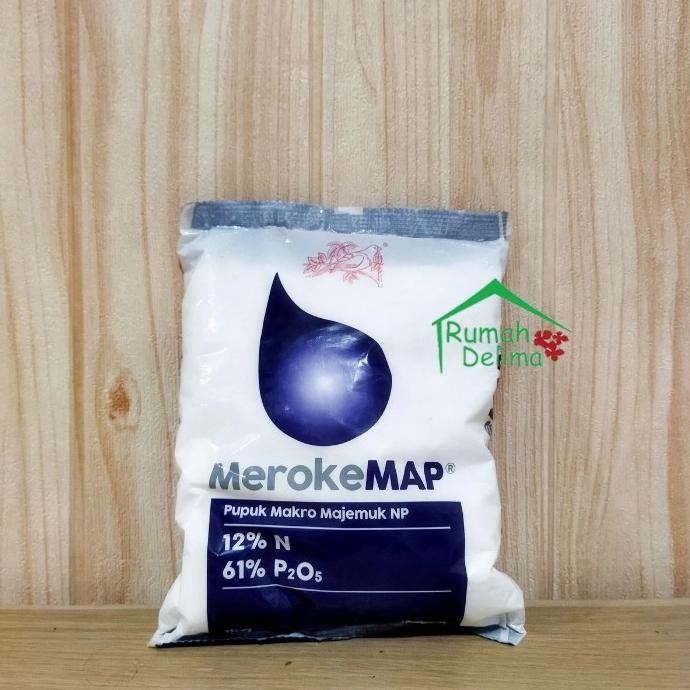 Rumah
Delima
MerokeMAP®
Pupuk Makro Majemuk NP
12% N
61% P₂O₅